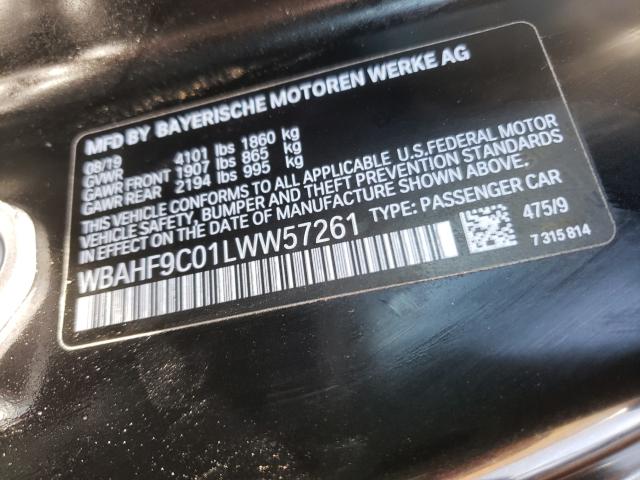 MFD BY BAYERISCHE MOTOREN WERKE AG
08/19
GVWR 4101 lbs 1860 kg
GAWR FRONT 1907 lbs 865 kg
GAWR REAR 2194 lbs 995 kg
THIS VEHICLE CONFORMS TO ALL APPLICABLE U.S. FEDERAL MOTOR
VEHICLE SAFETY, BUMPER AND THEFT PREVENTION STANDARDS
IN EFFECT ON THE DATE OF MANUFACTURE SHOWN ABOVE.
WBAHF9C01LWW57261 TYPE: PASSENGER CAR
475/9
7 315 814